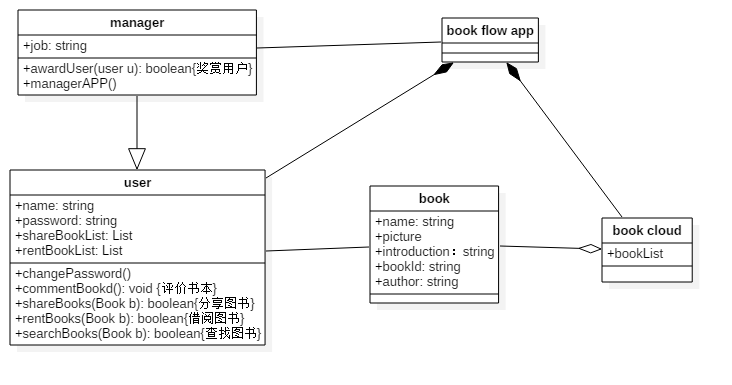 manager
+job: string
+awardUser(user u): boolean{奖赏用户}
+managerAPP()
book flow app
user
+name: string
+password: string
+shareBookList: List
+rentBookList: List
+changePassword()
+commentBookd(): void {评价书本}
+shareBooks(Book b): boolean{分享图书}
+rentBooks(Book b): boolean{借阅图书}
+searchBooks(Book b): boolean{查找图书}
book
+name: string
+picture
+introduction：string
+bookId: string
+author: string
book cloud
+bookList